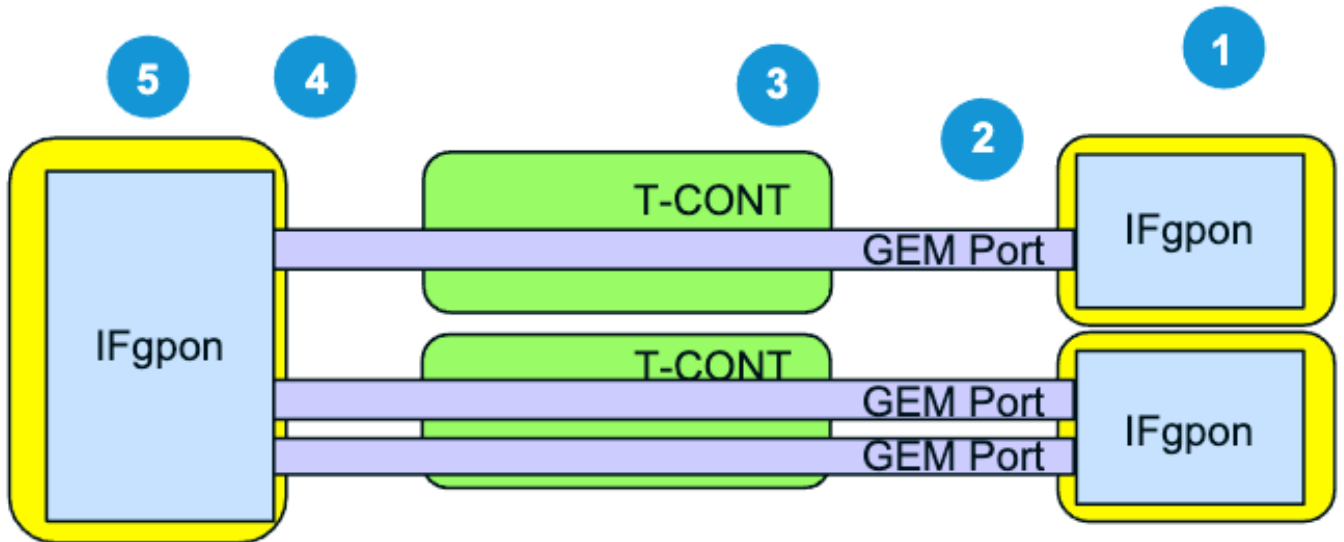 1
5
4
3
2
T-CONT
IFgpon
GEM Port
IFgpon
T-CONT
GEM Port
IFgpon
GEM Port